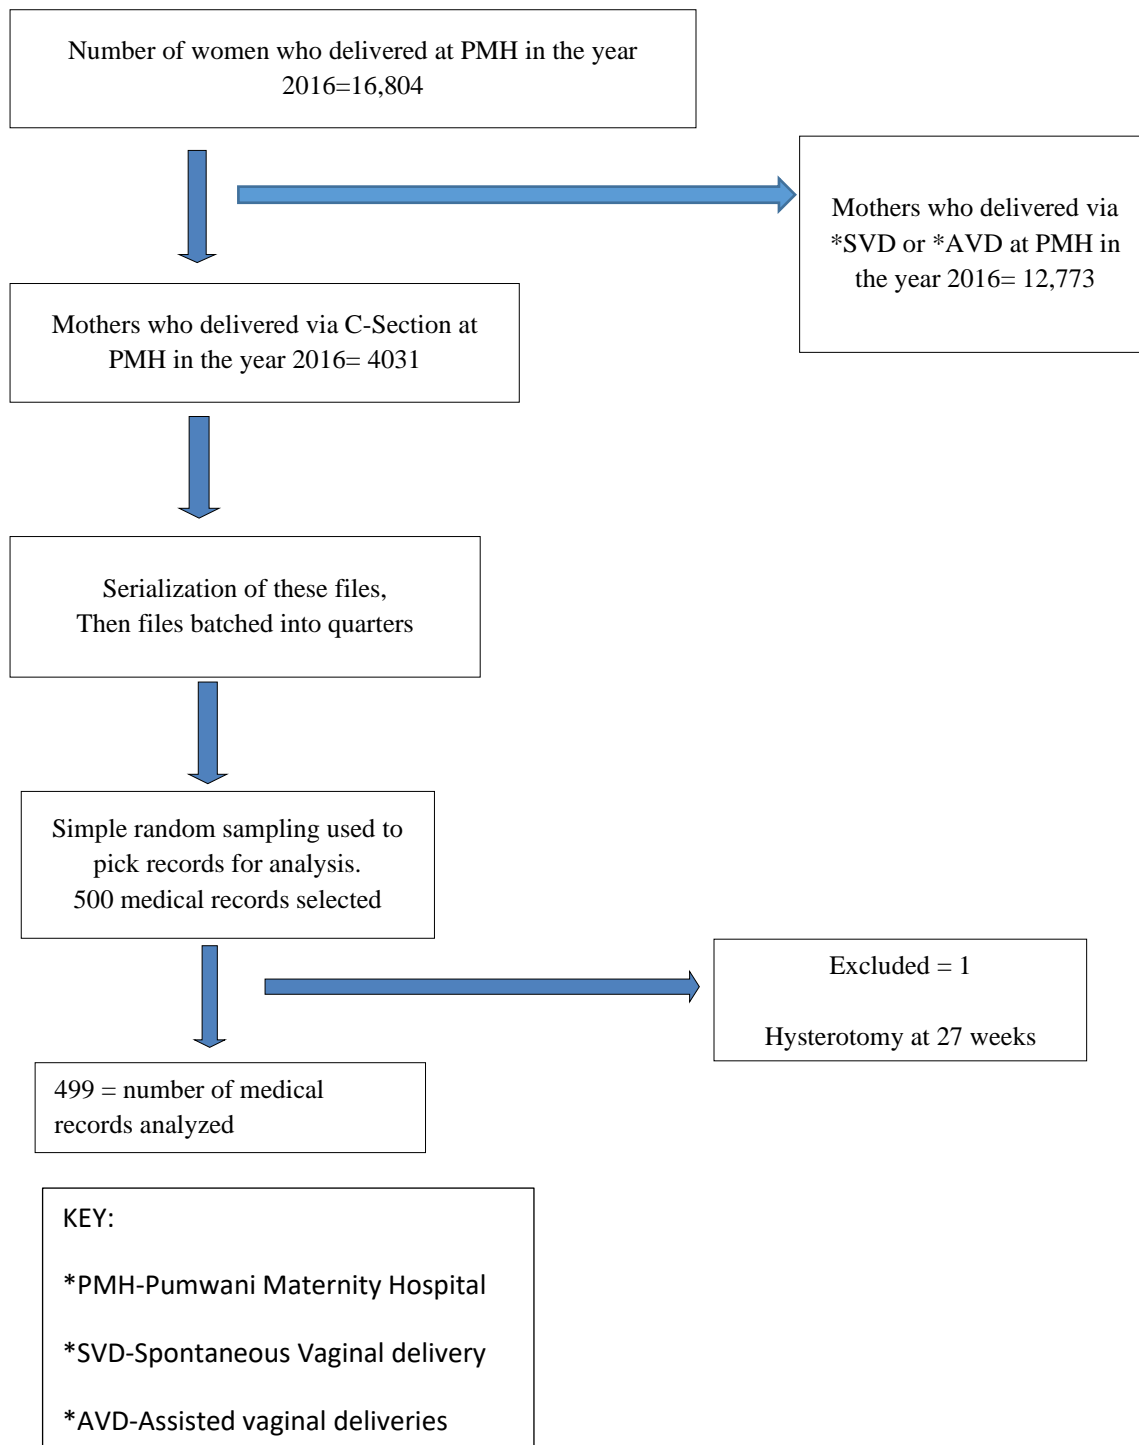 Number of women who delivered at PMH in the year
2016=16,804
Mothers who delivered via
*SVD or *AVD at PMH in
the year 2016= 12,773
Mothers who delivered via C-Section at
PMH in the year 2016= 4031
Serialization of these files,
Then files batched into quarters
Simple random sampling used to
pick records for analysis.
500 medical records selected
Excluded = 1
Hysterotomy at 27 weeks
499 = number of medical
records analyzed
KEY:
*PMH-Pumwani Maternity Hospital
*SVD-Spontaneous Vaginal delivery
*AVD-Assisted vaginal deliveries